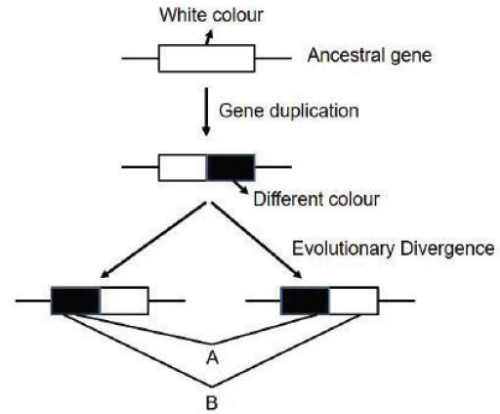 White colour
Ancestral gene
Gene duplication
Different colour
Evolutionary Divergence
A
B